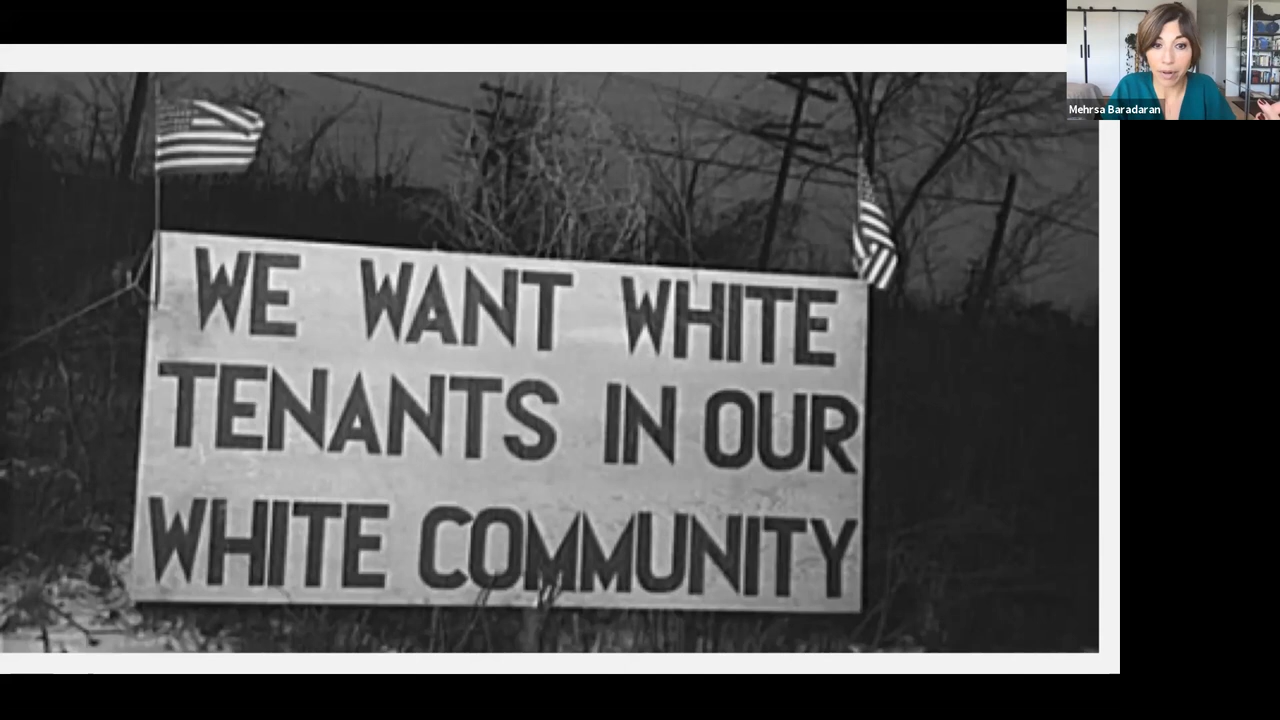 Mehrsa Baradaran
WE WANT WHITE
TENANTS IN OUR
WHITE COMMUNITY